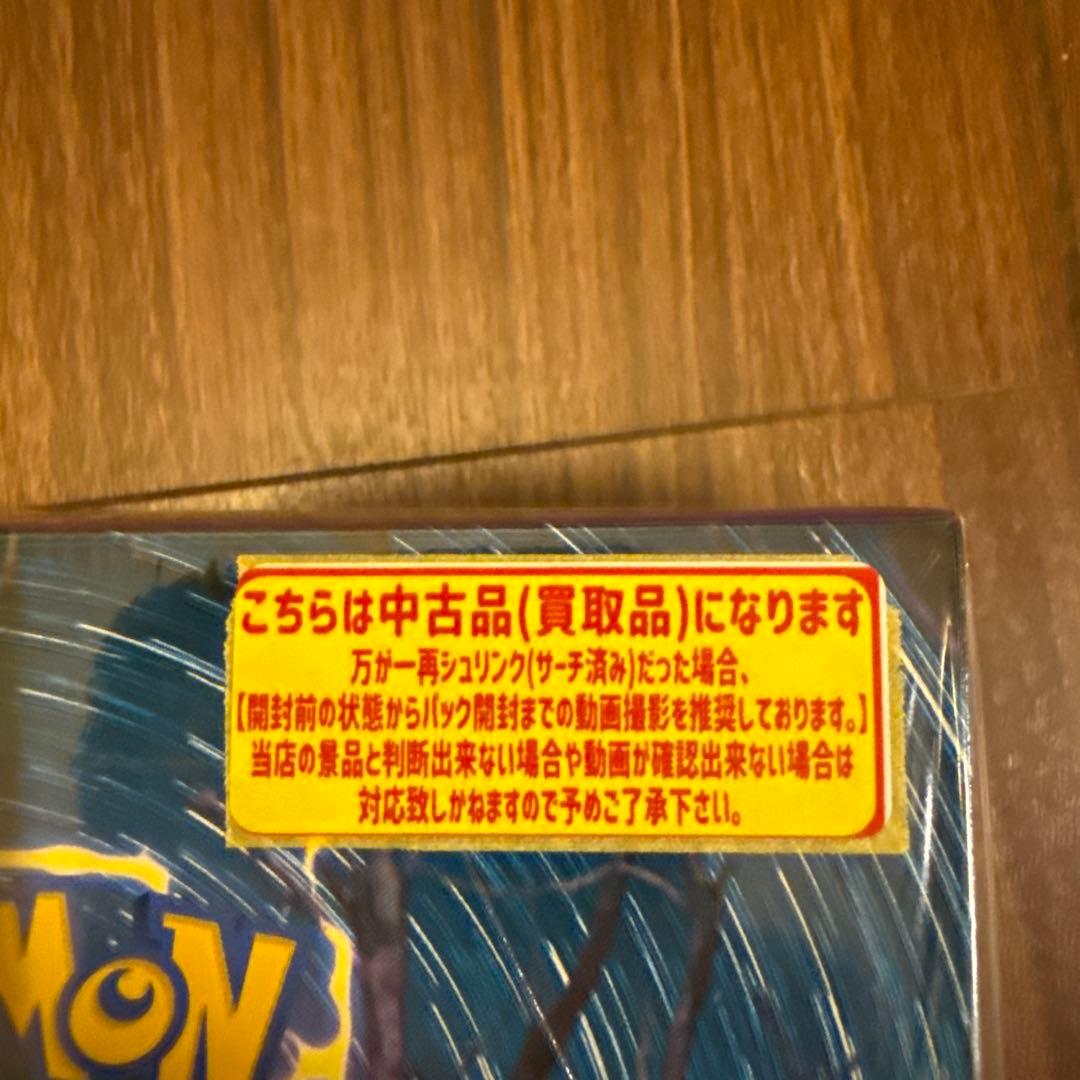 こちらは中古品(買取品)になります
万が一再シュリンク(サーチ済み)だった場合、
【開封前の状態からパック開封までの動画撮影を推奨しております。】
当店の景品と判断出来ない場合や動画が確認出来ない場合は
対応致しかねますので予めご了承下さい。
MON